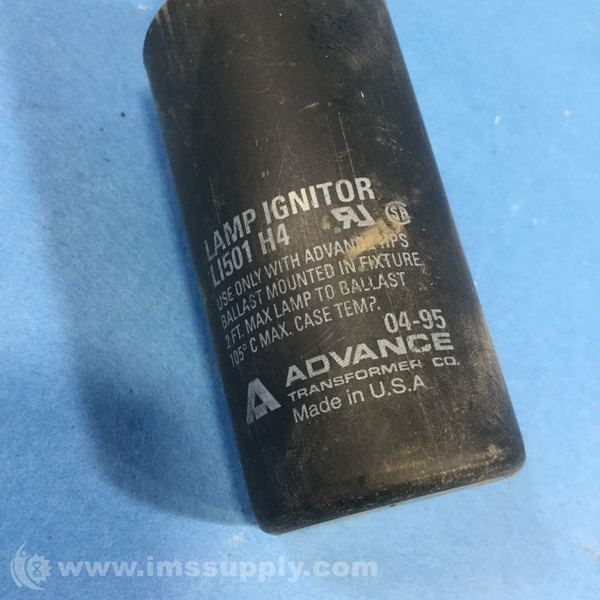 LAMP IGNITOR
LI501 H4
USE ONLY WITH ADVANCE HPS
BALLAST MOUNTED IN FIXTURE.
2 FT. MAX LAMP TO BALLAST
105° C MAX. CASE TEMP.
04-95
ADVANCE
TRANSFORMER CO.
Made in U.S.A
www.imssupply.com